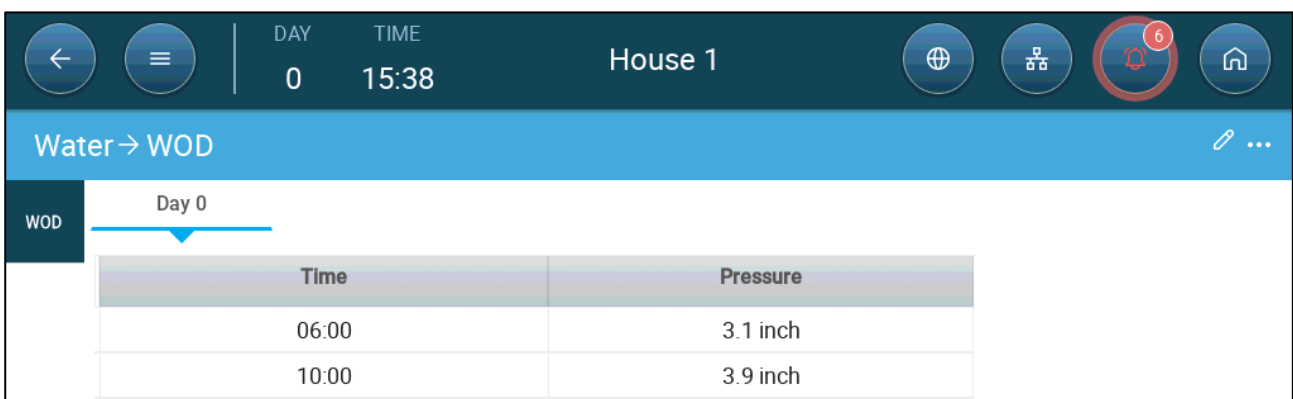 DAY TIME
0 15:38
House 1
6
Water → WOD
WOD
Day 0
Time Pressure
06:00 3.1 inch
10:00 3.9 inch